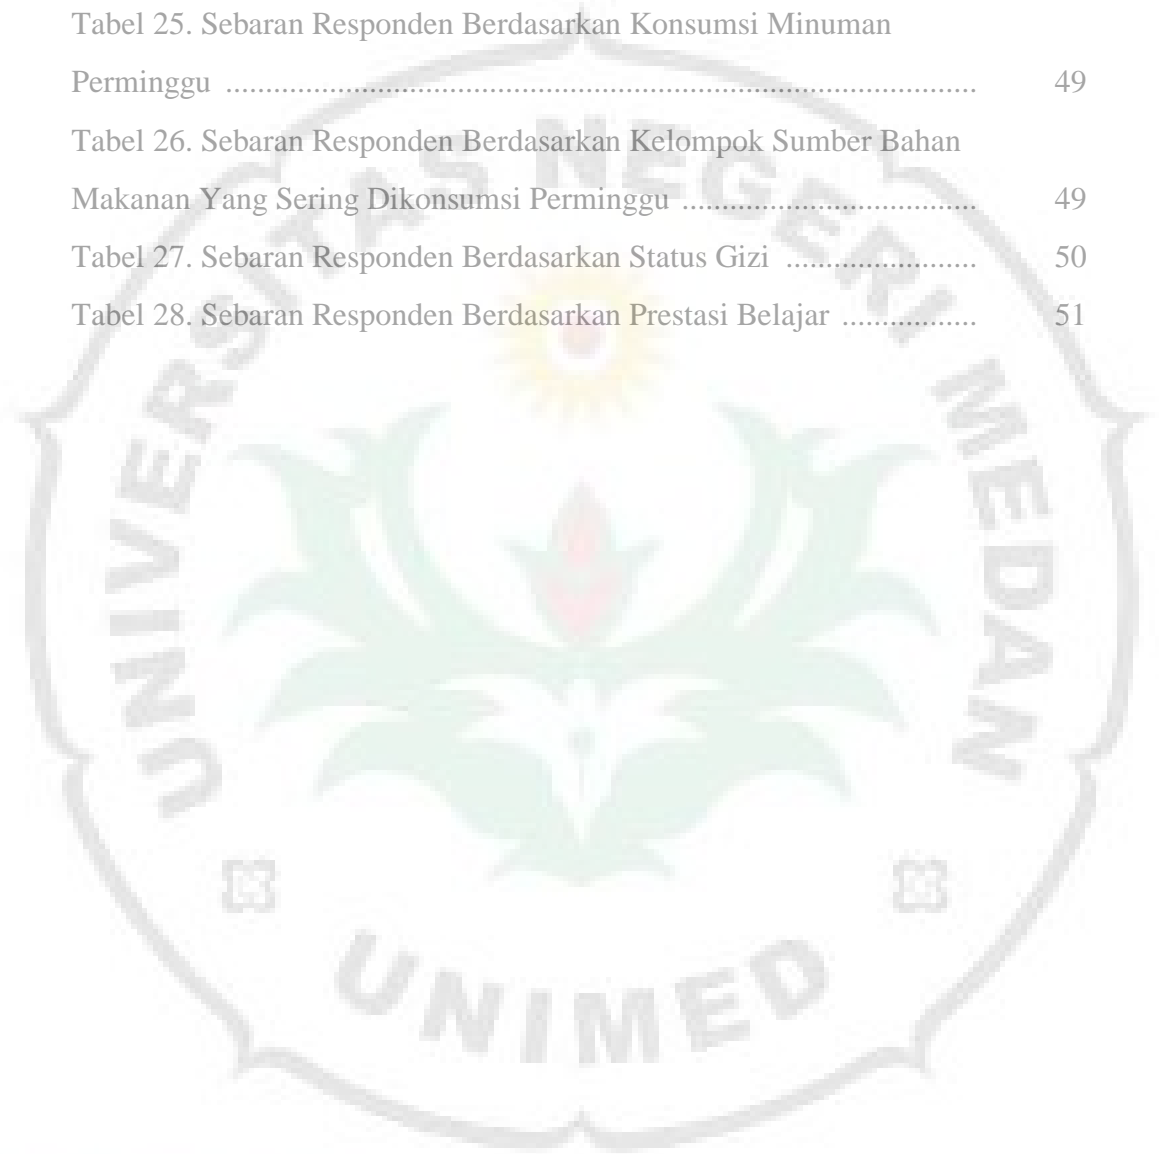 Tabel 25. Sebaran Responden Berdasarkan Konsumsi Minuman
Perminggu ............................................................................... 49
Tabel 26. Sebaran Responden Berdasarkan Kelompok Sumber Bahan
Makanan Yang Sering Dikonsumsi Perminggu ............................... 49
Tabel 27. Sebaran Responden Berdasarkan Status Gizi .................... 50
Tabel 28. Sebaran Responden Berdasarkan Prestasi Belajar ................. 51
UNIVERSITAS NEGERI MEDAN
UNIMED